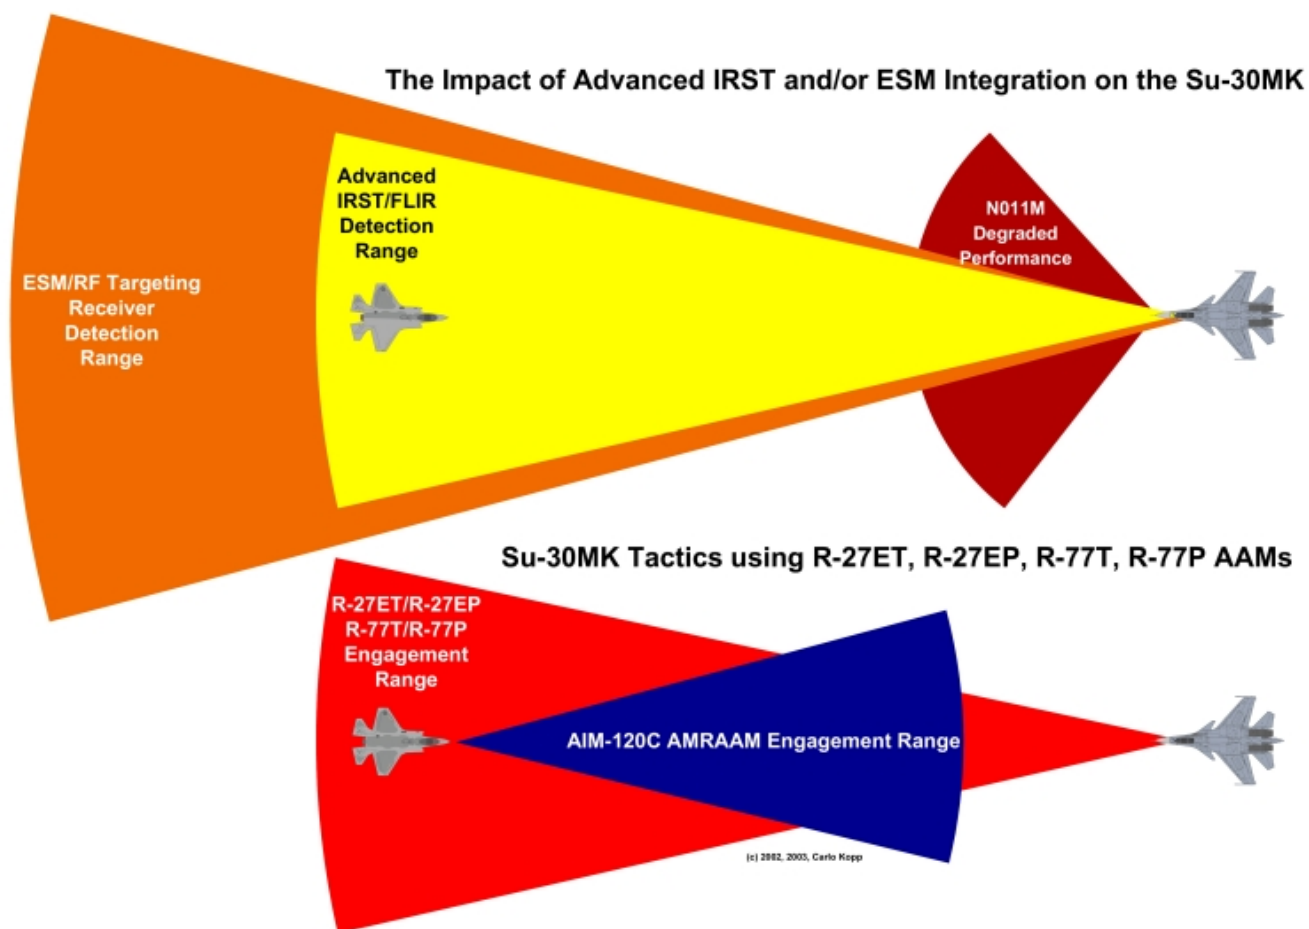 The Impact of Advanced IRST and/or ESM Integration on the Su-30MK
Advanced
IRST/FLIR
Detection
Range
N011M
Degraded
Performance
ESM/RF Targeting
Receiver
Detection
Range
Su-30MK Tactics using R-27ET, R-27EP, R-77T, R-77P AAMs
R-27ET/R-27EP
R-77T/R-77P
Engagement
Range
AIM-120C AMRAAM Engagement Range
(c) 2002, 2003, Carlo Kopp